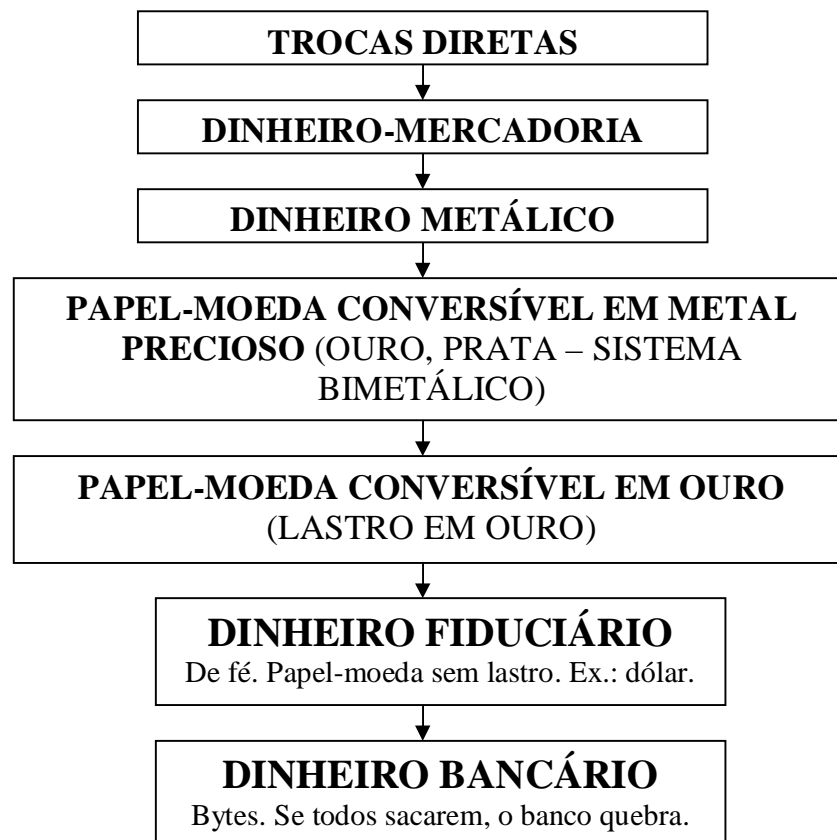 TROCAS DIRETAS
DINHEIRO-MERCADORIA
DINHEIRO METÁLICO
PAPEL-MOEDA CONVERSÍVEL EM METAL
PRECIOSO (OURO, PRATA – SISTEMA
BIMETÁLICO)
PAPEL-MOEDA CONVERSÍVEL EM OURO
(LASTRO EM OURO)
DINHEIRO FIDUCIÁRIO
De fé. Papel-moeda sem lastro. Ex.: dólar.
DINHEIRO BANCÁRIO
Bytes. Se todos sacarem, o banco quebra.